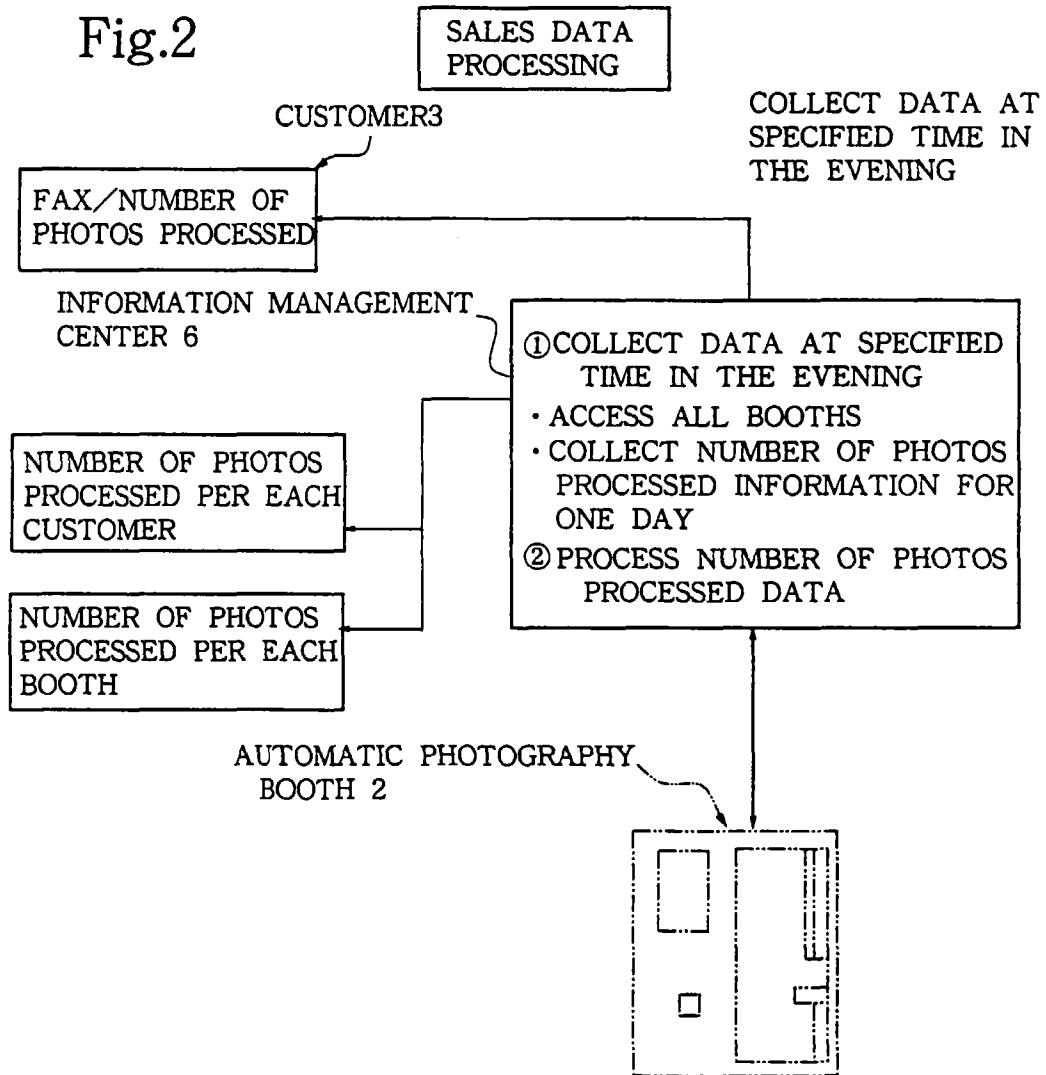 Fig.2
SALES DATA
PROCESSING
CUSTOMER3
COLLECT DATA AT
SPECIFIED TIME IN
THE EVENING
FAX/NUMBER OF
PHOTOS PROCESSED
INFORMATION MANAGEMENT
CENTER 6
①COLLECT DATA AT SPECIFIED
TIME IN THE EVENING
・ACCESS ALL BOOTHS
・COLLECT NUMBER OF PHOTOS
PROCESSED INFORMATION FOR
ONE DAY
②PROCESS NUMBER OF PHOTOS
PROCESSED DATA
NUMBER OF PHOTOS
PROCESSED PER EACH
CUSTOMER
NUMBER OF PHOTOS
PROCESSED PER EACH
BOOTH
AUTOMATIC PHOTOGRAPHY
BOOTH 2